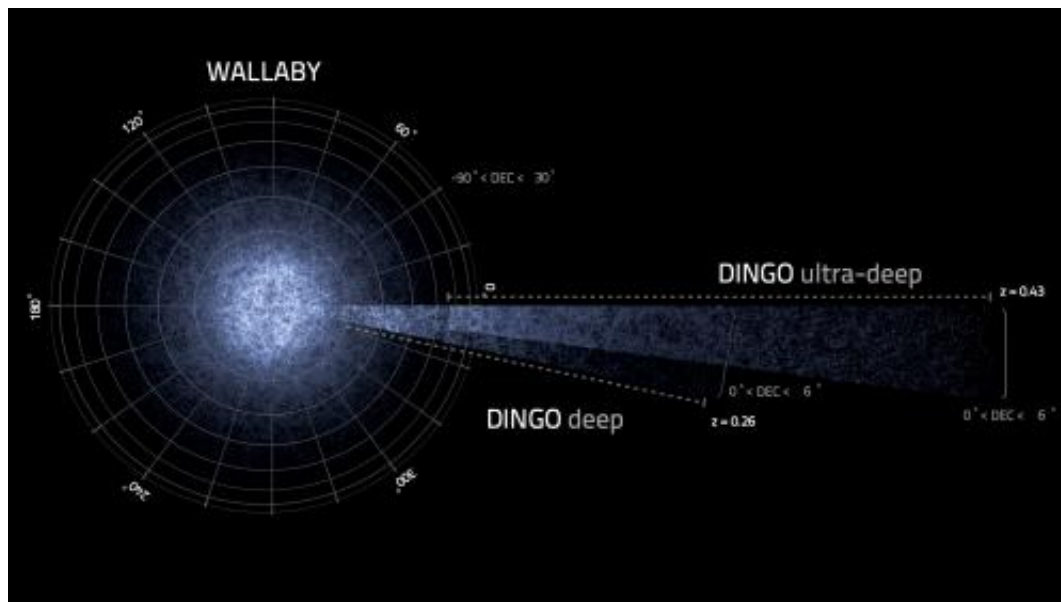 WALLABY
120°
60°
-90° < DEC < 30°
DINGO ultra-deep
0
z = 0.43
180°
0° < DEC < 6°
DINGO deep
z = 0.26
0° < DEC < 6°
240°
300°